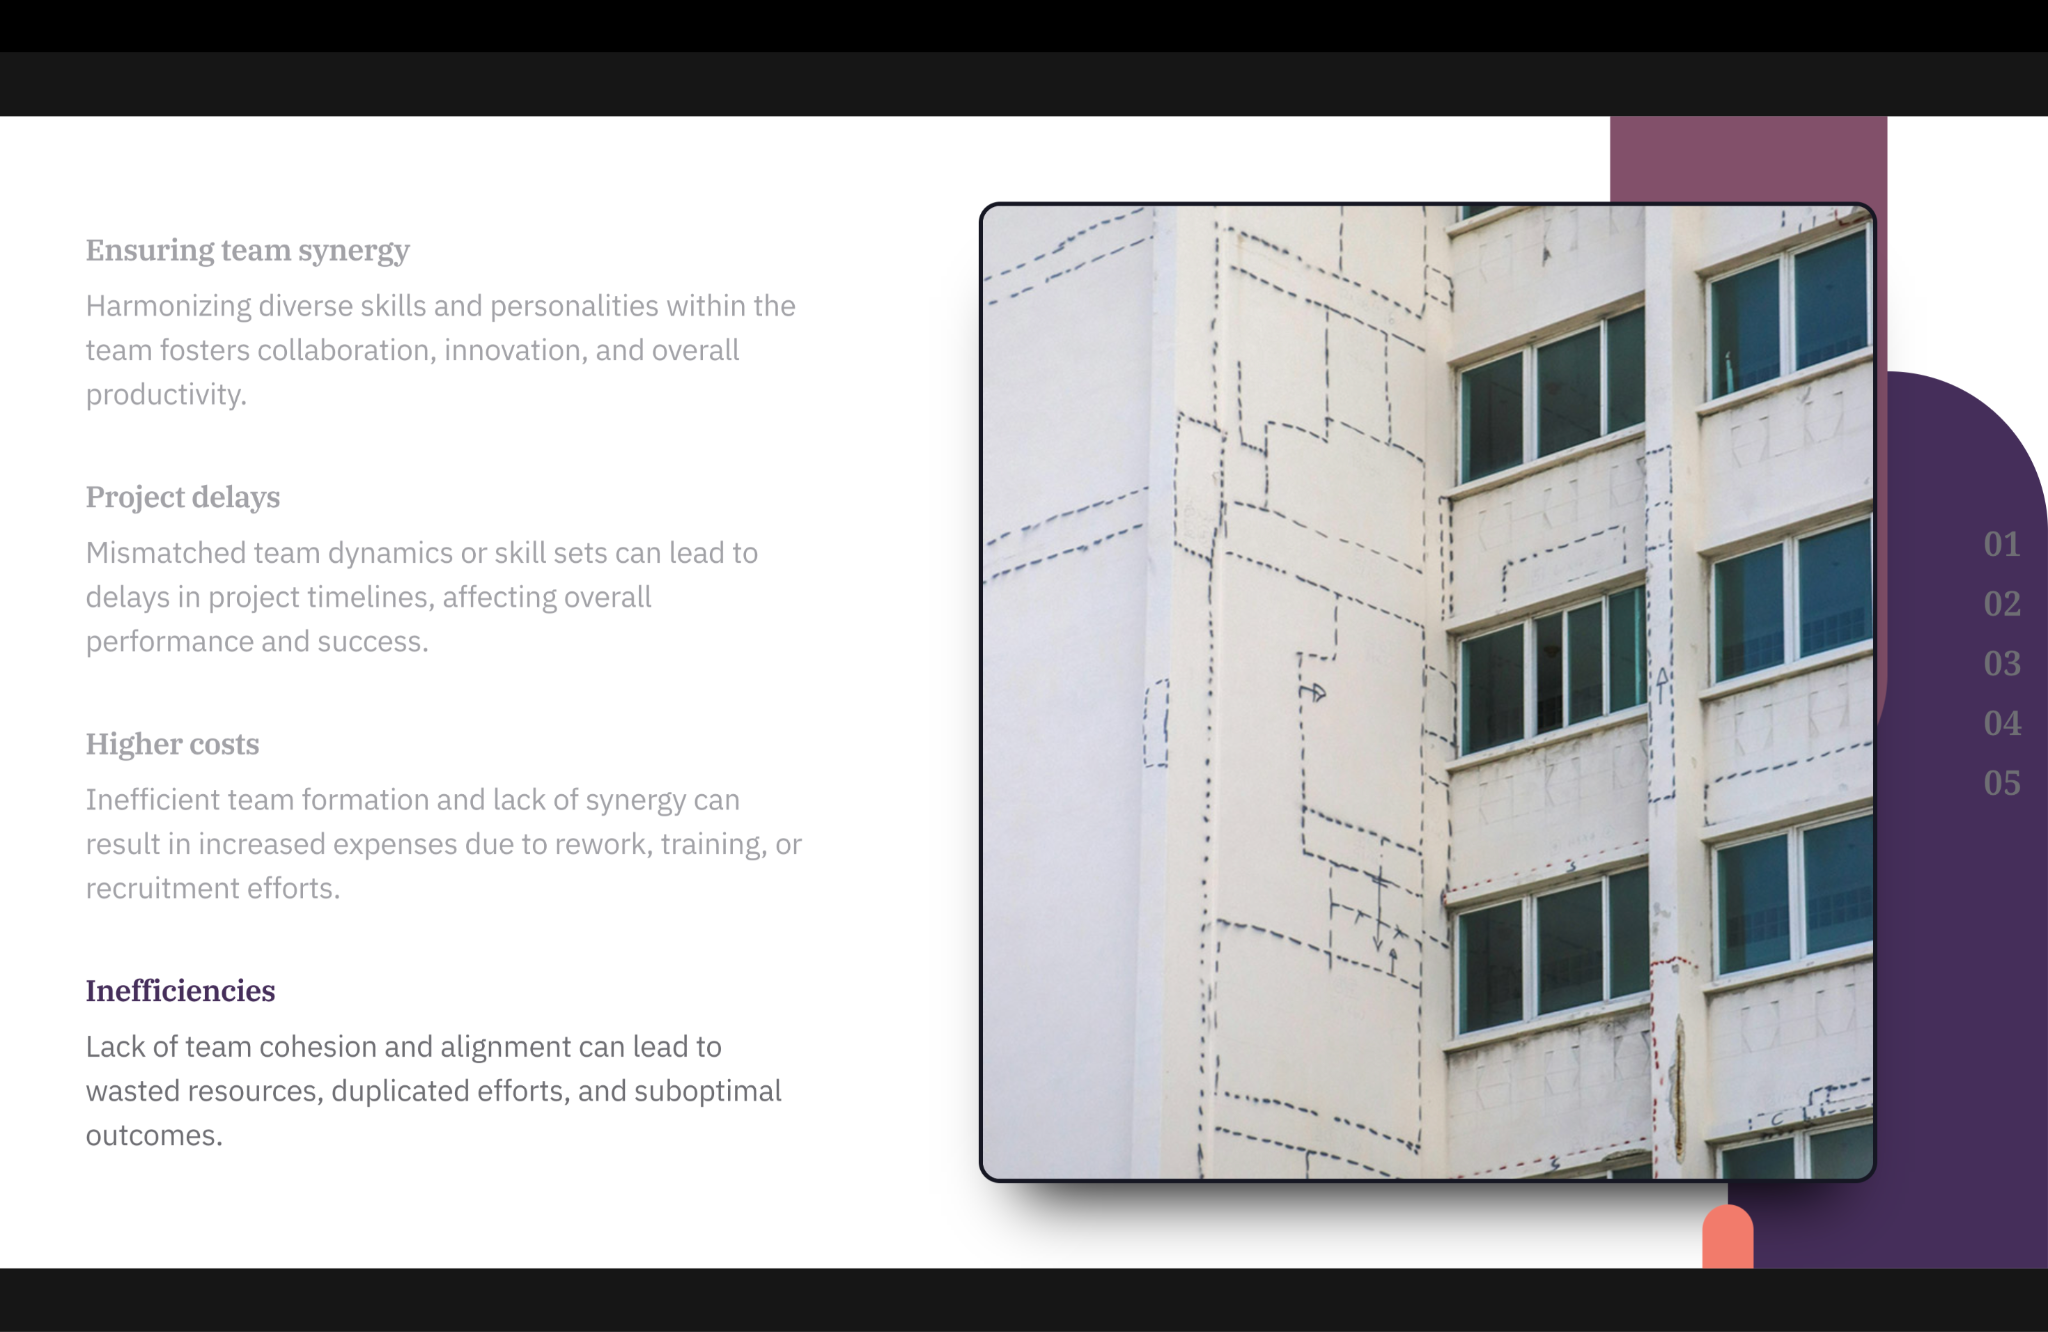 Ensuring team synergy
Harmonizing diverse skills and personalities within the
team fosters collaboration, innovation, and overall
productivity.
Project delays
Mismatched team dynamics or skill sets can lead to
delays in project timelines, affecting overall
performance and success.
Higher costs
Inefficient team formation and lack of synergy can
result in increased expenses due to rework, training, or
recruitment efforts.
Inefficiencies
Lack of team cohesion and alignment can lead to
wasted resources, duplicated efforts, and suboptimal
outcomes.
01
02
03
04
05